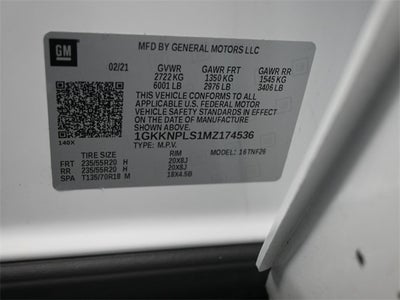 GM
MFD BY GENERAL MOTORS LLC
02/21 GVWR GAWR FRT GAWR RR
2722 KG 1350 KG 1545 KG
6001 LB 2976 LB 3406 LB
THIS VEHICLE CONFORMS TO ALL
APPLICABLE U.S. FEDERAL MOTOR
VEHICLE SAFETY STANDARDS IN EFFECT
ON THE DATE OF MANUFACTURE SHOWN ABOVE.
1GKKNPLS1MZ174536
140X TYPE: M.P.V. MODEL: 16TNF26
TIRE SIZE RIM
FRT 235/55R20 H 20X8J
RR 235/55R20 H 20X8J
SPA T135/70R18 M 18X4.5B